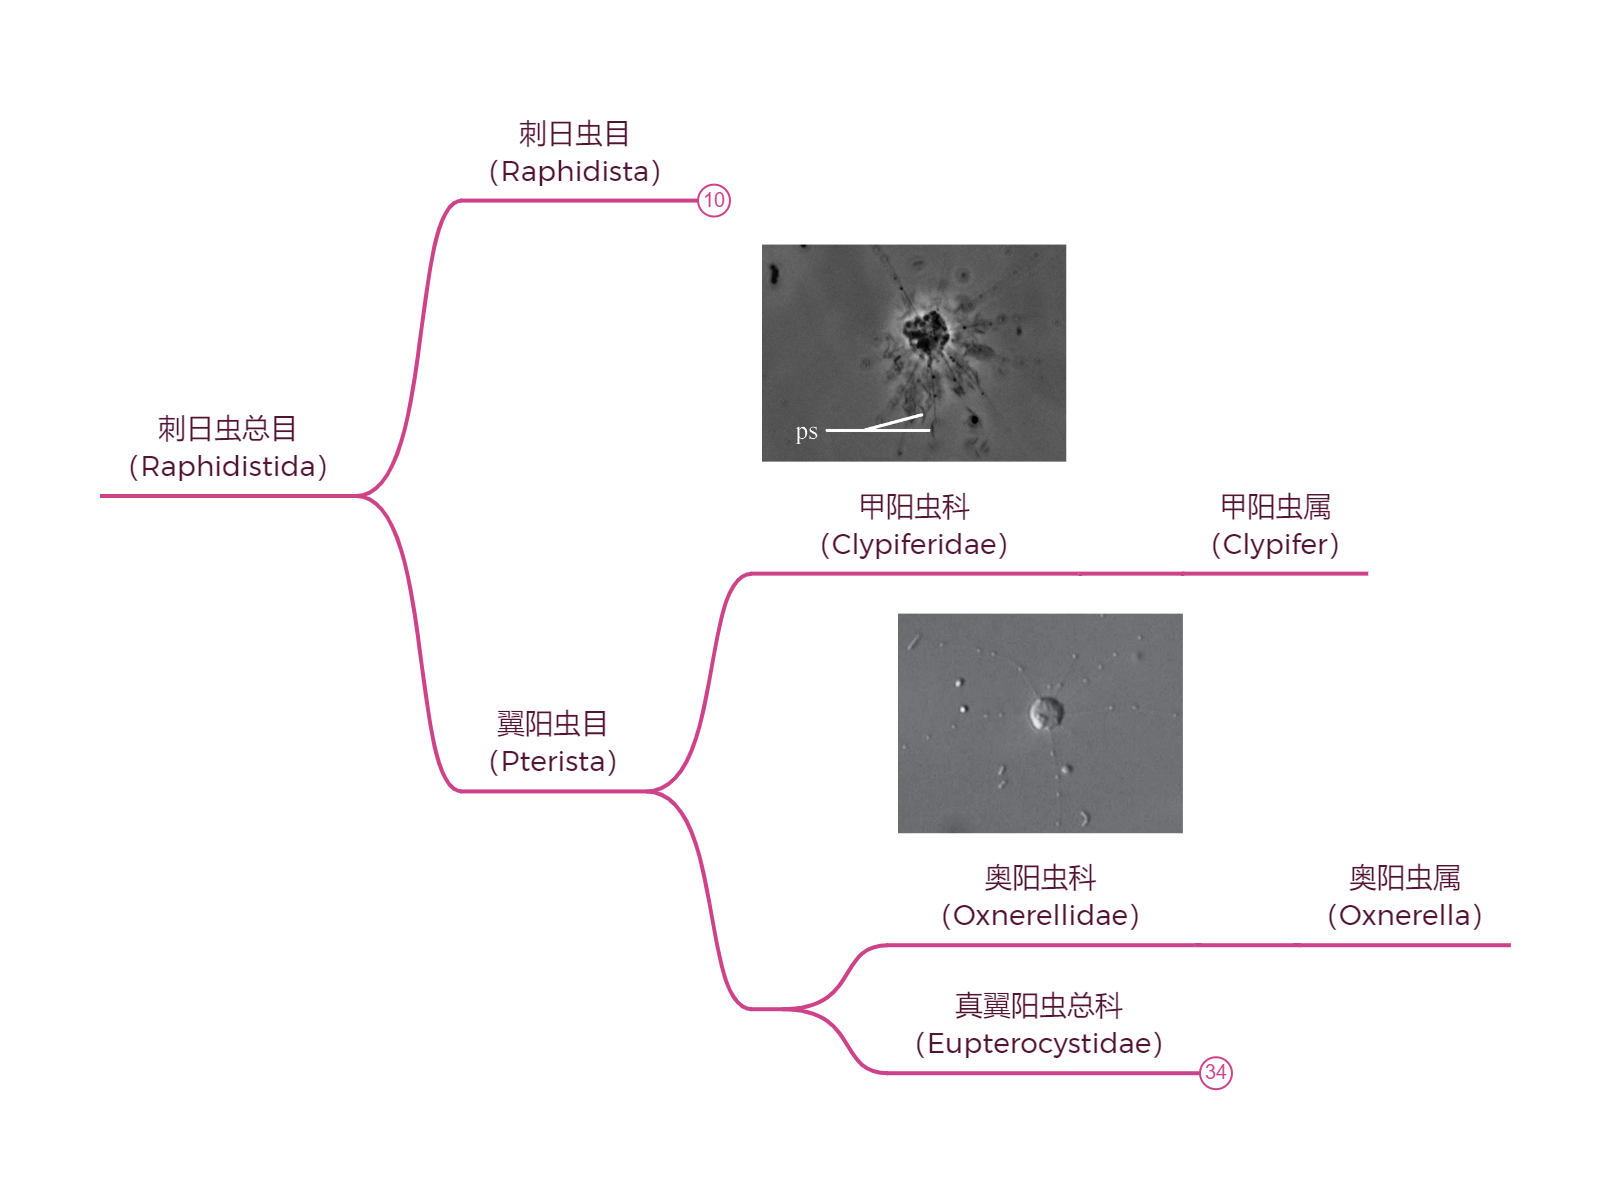 刺日虫目
(Raphidista)
10
ps
刺日虫总目
(Raphidistida)
甲阳虫科
(Clypiferidae)
甲阳虫属
(Clypifer)
翼阳虫目
(Pterista)
奥阳虫科
(Oxnerellidae)
奥阳虫属
(Oxnerella)
真翼阳虫总科
(Eupterocystidae)
34